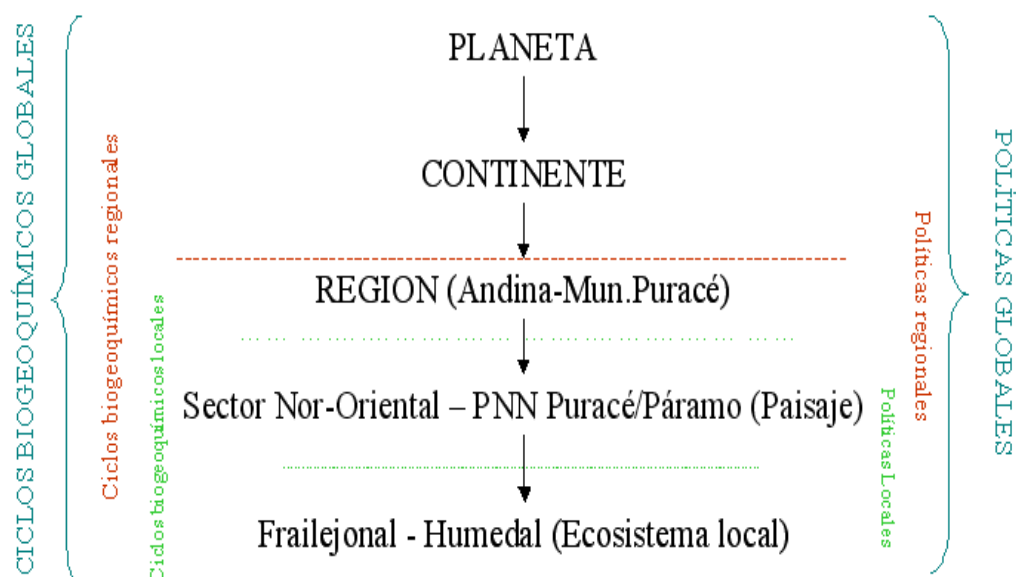 CICLOS BIOGEOQUÍMICOS GLOBALES
Ciclos biogeoquímicos regionales
Ciclos biogeoquímicos locales
PLANETA
CONTINENTE
REGION (Andina-Mun.Puracé)
Sector Nor-Oriental – PNN Puracé/Páramo (Paisaje)
Frailejonal - Humedal (Ecosistema local)
Políticas Locales
Políticas regionales
POLÍTICAS GLOBALES